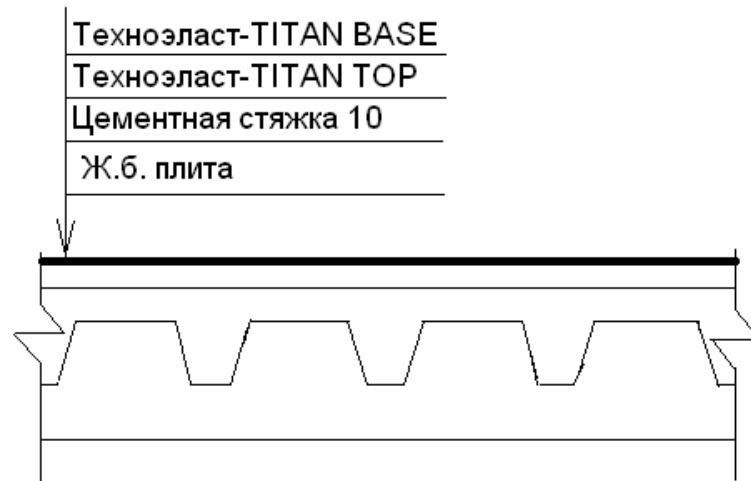 Техноэласт-TITAN BASE
Техноэласт-TITAN TOP
Цементная стяжка 10
Ж.б. плита